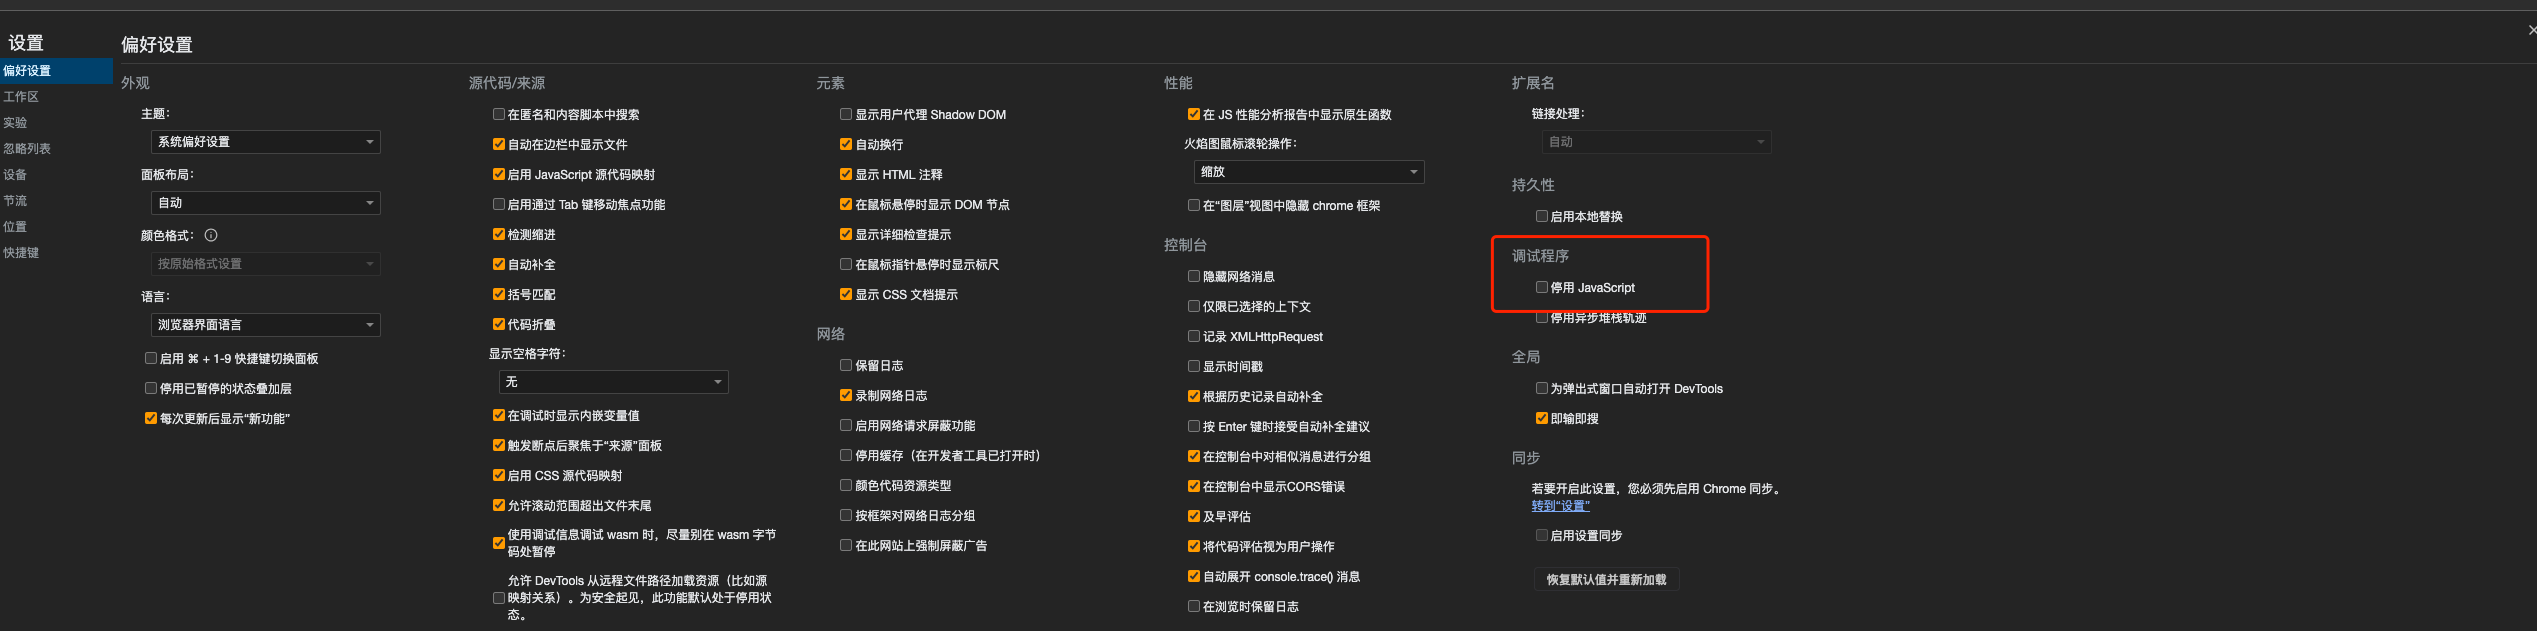 设置
偏好设置
工作区
实验
忽略列表
设备
节流
位置
快捷键
偏好设置
外观
主题：
系统偏好设置
面板布局：
自动
颜色格式：
按原始格式设置
语言：
浏览器界面语言
启用 ⌘ + 1-9 快捷键切换面板
停用已暂停的状态叠加层
每次更新后显示“新功能”
源代码/来源
在匿名和内容脚本中搜索
自动在边栏中显示文件
启用 JavaScript 源代码映射
启用通过 Tab 键移动焦点功能
检测缩进
自动补全
括号匹配
代码折叠
显示空格字符：
无
在调试时显示内嵌变量值
触发断点后聚焦于“来源”面板
启用 CSS 源代码映射
允许滚动范围超出文件末尾
使用调试信息调试 wasm 时，尽量别在 wasm 字节
码处暂停
允许 DevTools 从远程文件路径加载资源（比如源
映射关系）。为安全起见，此功能默认处于停用状
态。
元素
显示用户代理 Shadow DOM
自动换行
显示 HTML 注释
在鼠标悬停时显示 DOM 节点
显示详细检查提示
在鼠标指针悬停时显示标尺
显示 CSS 文档提示
网络
保留日志
录制网络日志
启用网络请求屏蔽功能
停用缓存（在开发者工具已打开时）
颜色代码资源类型
按框架对网络日志分组
在此网站上强制屏蔽广告
性能
在 JS 性能分析报告中显示原生函数
火焰图鼠标滚轮操作：
缩放
在“图层”视图中隐藏 chrome 框架
控制台
隐藏网络消息
仅限已选择的上下文
记录 XMLHttpRequest
显示时间戳
根据历史记录自动补全
按 Enter 键时接受自动补全建议
在控制台中对相似消息进行分组
在控制台中显示CORS错误
及早评估
将代码评估视为用户操作
自动展开 console.trace() 消息
在浏览时保留日志
扩展名
链接处理：
自动
持久性
启用本地替换
调试程序
停用 JavaScript
停用异步堆栈轨迹
全局
为弹出式窗口自动打开 DevTools
即输即搜
同步
若要开启此设置，您必须先启用 Chrome 同步。
转到“设置”
启用设置同步
恢复默认值并重新加载